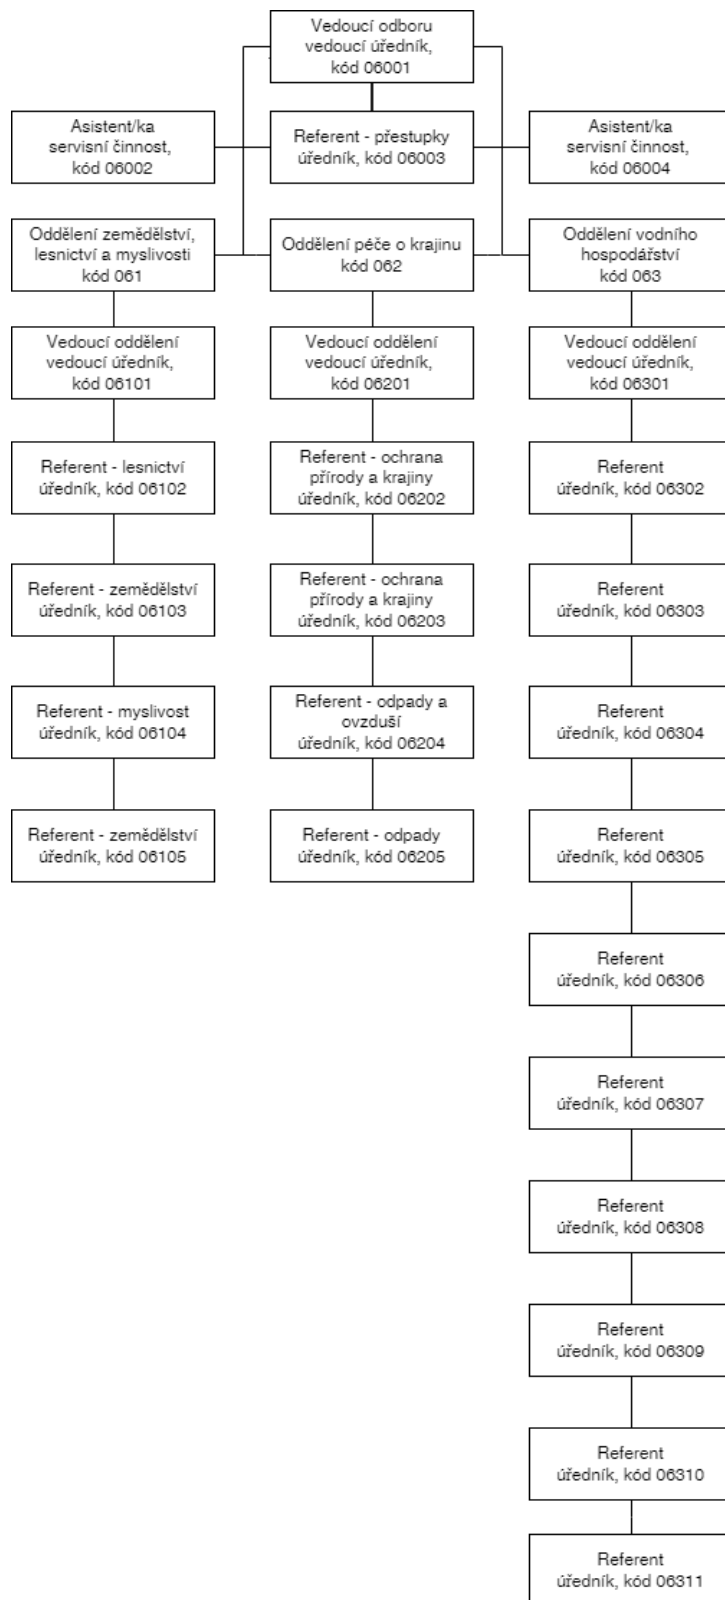 Vedoucí odboru
vedoucí úředník,
kód 06001
Asistent/ka
servisní činnost,
kód 06002
Referent - přestupky
úředník, kód 06003
Asistent/ka
servisní činnost,
kód 06004
Oddělení zemědělství,
lesnictví a myslivosti
kód 061
Oddělení péče o krajinu
kód 062
Oddělení vodního
hospodářství
kód 063
Vedoucí oddělení
vedoucí úředník,
kód 06101
Vedoucí oddělení
vedoucí úředník,
kód 06201
Vedoucí oddělení
vedoucí úředník,
kód 06301
Referent - lesnictví
úředník, kód 06102
Referent - ochrana
přírody a krajiny
úředník, kód 06202
Referent
úředník, kód 06302
Referent - zemědělství
úředník, kód 06103
Referent - ochrana
přírody a krajiny
úředník, kód 06203
Referent
úředník, kód 06303
Referent - myslivost
úředník, kód 06104
Referent - odpady a
ovzduší
úředník, kód 06204
Referent
úředník, kód 06304
Referent - zemědělství
úředník, kód 06105
Referent - odpady
úředník, kód 06205
Referent
úředník, kód 06305
Referent
úředník, kód 06306
Referent
úředník, kód 06307
Referent
úředník, kód 06308
Referent
úředník, kód 06309
Referent
úředník, kód 06310
Referent
úředník, kód 06311